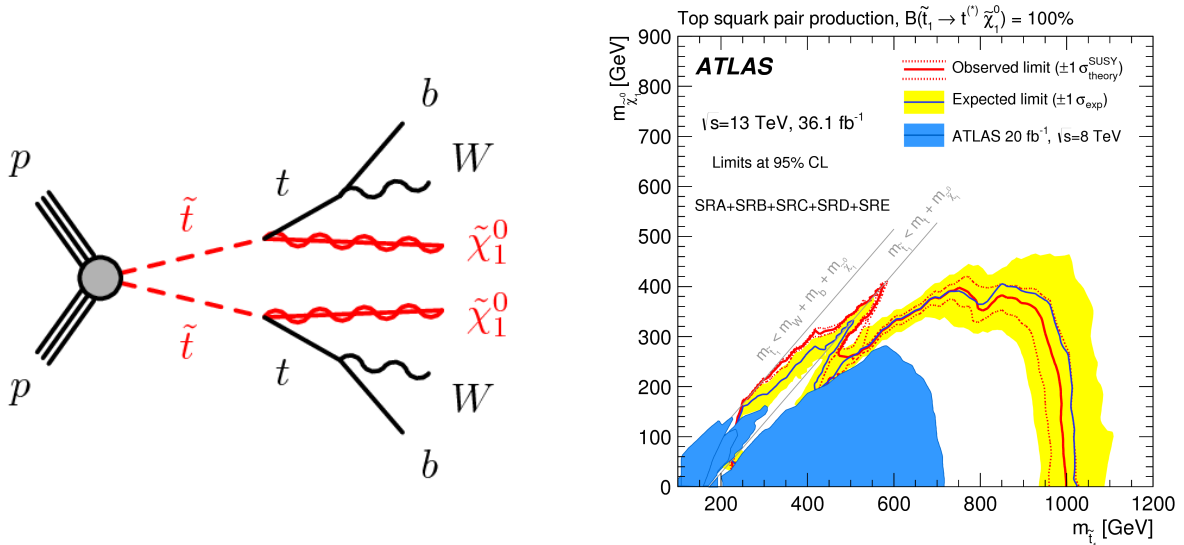 b
W
p
t
t̃
χ̃₁⁰
χ̃₁⁰
t̃
t
p
W
b
Top squark pair production, B(t̃₁ → t⁽*⁾ χ̃₁⁰) = 100%
m_χ̃₁⁰ [GeV]
900
800
700
600
500
400
300
200
100
0
ATLAS
√s=13 TeV, 36.1 fb⁻¹
Limits at 95% CL
SRA+SRB+SRC+SRD+SRE
Observed limit (±1 σ_theory^SUSY)
Expected limit (±1 σ_exp)
ATLAS 20 fb⁻¹, √s=8 TeV
m_t̃₁ < m_W + m_b + m_χ̃₁⁰
m_t̃₁ < m_t + m_χ̃₁⁰
200 400 600 800 1000 1200
m_t̃₁ [GeV]